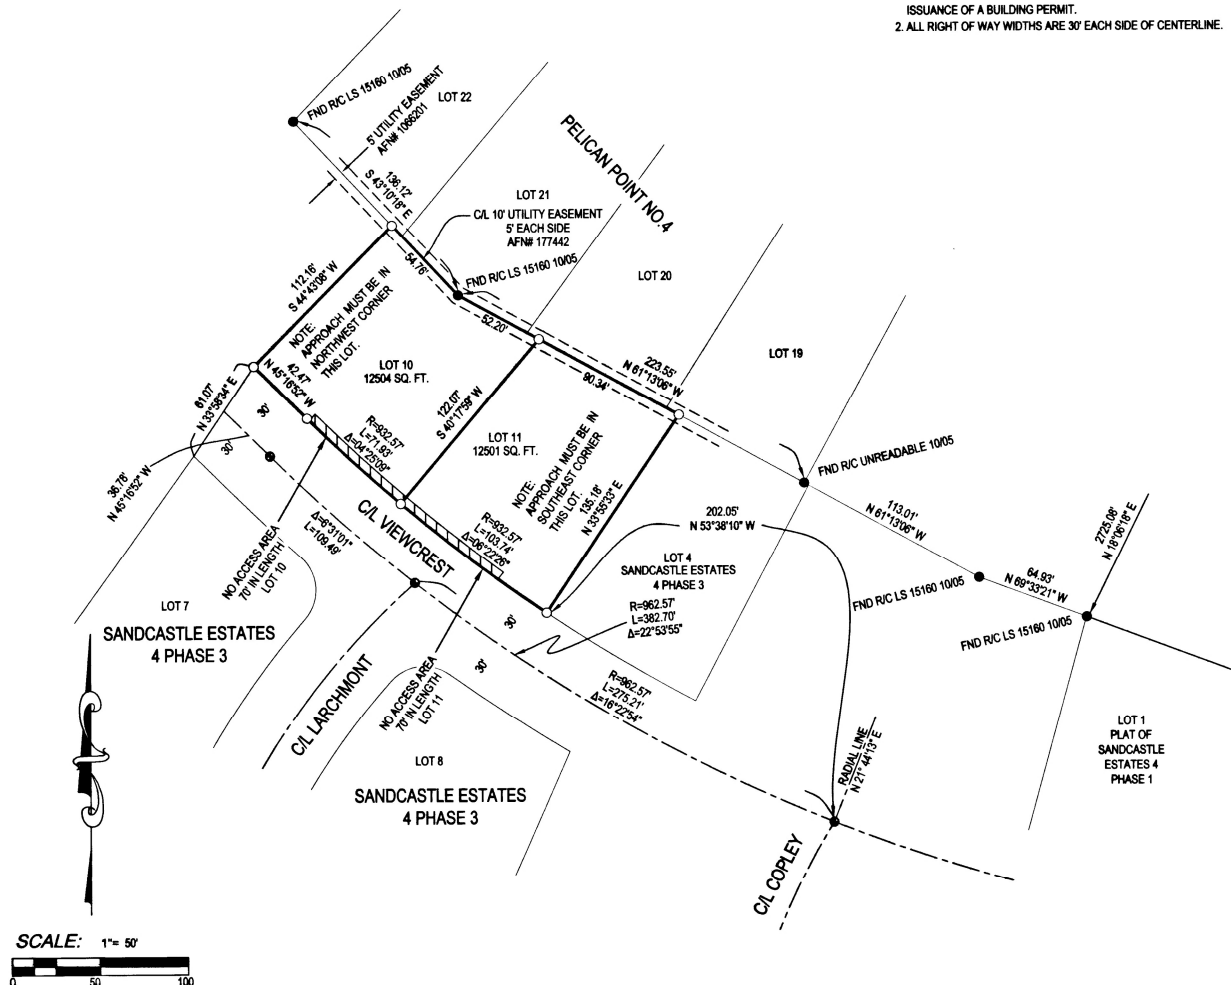 ISSUANCE OF A BUILDING PERMIT.
2. ALL RIGHT OF WAY WIDTHS ARE 30' EACH SIDE OF CENTERLINE.
FND R/C LS 15160 10/05
5' UTILITY EASEMENT
AFN# 1066201
LOT 22
136.12'
S 43°10'18" E
PELICAN POINT NO.4
LOT 21
C/L 10' UTILITY EASEMENT
5' EACH SIDE
AFN# 177442
54.76'
FND R/C LS 15160 10/05
LOT 20
112.16'
S 44°43'08" W
NOTE:
APPROACH MUST BE IN
NORTHWEST CORNER
THIS LOT.
52.20'
LOT 19
223.55'
N 61°13'06" W
90.34'
LOT 10
12504 SQ. FT.
42.47'
N 45°16'52" W
61.07'
N 33°58'34" E
30'
30'
122.07'
S 40°17'59" W
R=932.57'
L=71.93'
Δ=04°25'09"
LOT 11
12501 SQ. FT.
NOTE:
APPROACH MUST BE IN
SOUTHEAST CORNER
THIS LOT.
135.18'
N 33°55'33" E
FND R/C UNREADABLE 10/05
36.78'
N 45°16'52" W
C/L VIEWCREST
Δ=6°31'01"
L=109.49'
R=932.57'
L=103.74'
Δ=06°22'26"
202.05'
N 53°38'10" W
113.01'
N 61°13'06" W
2725.08'
N 18°06'18" E
64.93'
N 69°33'21" W
LOT 4
SANDCASTLE ESTATES
4 PHASE 3
R=962.57'
L=382.70'
Δ=22°53'55"
FND R/C LS 15160 10/05
FND R/C LS 15160 10/05
NO ACCESS AREA
70' IN LENGTH
LOT 10
LOT 7
SANDCASTLE ESTATES
4 PHASE 3
30'
30'
C/L LARCHMONT
NO ACCESS AREA
70' IN LENGTH
LOT 11
R=962.57'
L=275.21'
Δ=16°22'54"
LOT 1
PLAT OF
SANDCASTLE
ESTATES 4
PHASE 1
RADIAL LINE
N 21°44'13" E
LOT 8
SANDCASTLE ESTATES
4 PHASE 3
C/L COPLEY
SCALE: 1"= 50'
0 50 100